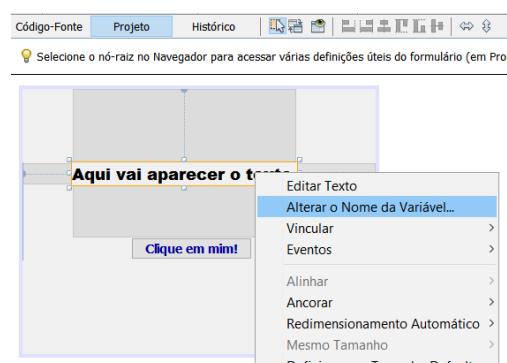 Código-Fonte Projeto Histórico
Selecione o nó-raiz no Navegador para acessar várias definições úteis do formulário (em Pro
Aqui vai aparecer o texto
Clique em mim!
Editar Texto
Alterar o Nome da Variável...
Vincular
Eventos
Alinhar
Ancorar
Redimensionamento Automático
Mesmo Tamanho